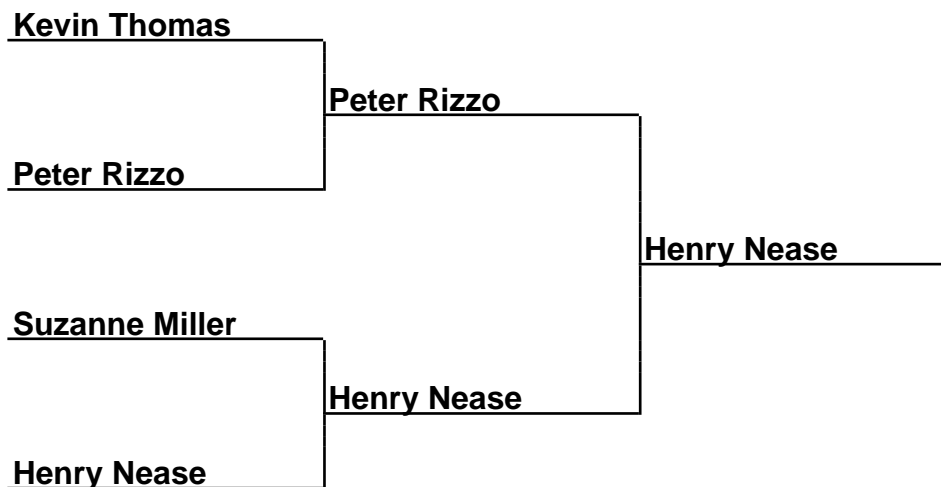 Kevin Thomas
Peter Rizzo
Peter Rizzo
Henry Nease
Suzanne Miller
Henry Nease
Henry Nease